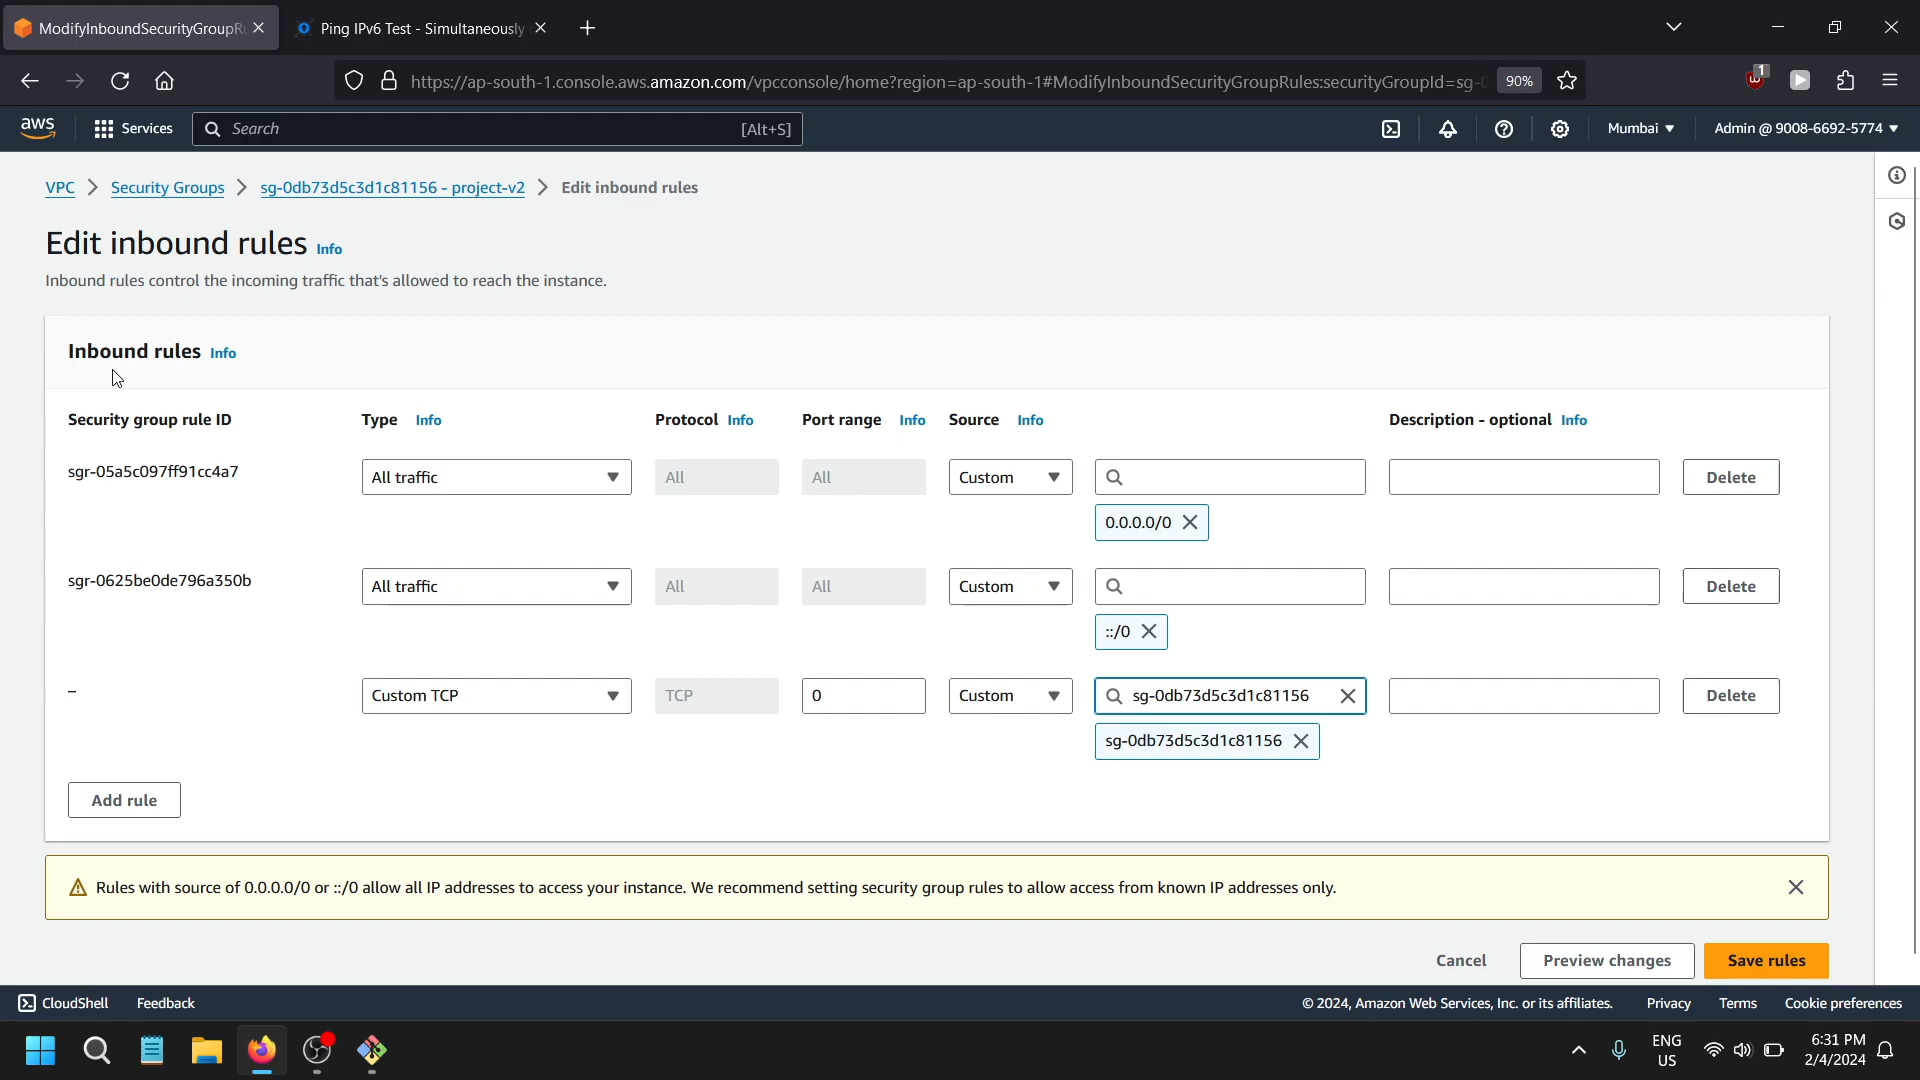 ModifyInboundSecurityGroupRu
Ping IPv6 Test - Simultaneously
https://ap-south-1.console.aws.amazon.com/vpcconsole/home?region=ap-south-1#ModifyInboundSecurityGroupRules:securityGroupId=sg-0
90%
1
aws
Services
Search
[Alt+S]
Mumbai
Admin @ 9008-6692-5774
VPC
Security Groups
sg-0db73d5c3d1c81156 - project-v2
Edit inbound rules
Edit inbound rules Info
Inbound rules control the incoming traffic that's allowed to reach the instance.
Inbound rules Info
Security group rule ID
Type Info
Protocol Info
Port range Info
Source Info
Description - optional Info
sgr-05a5c097ff91cc4a7
All traffic
All
All
Custom
Delete
0.0.0.0/0
sgr-0625be0de796a350b
All traffic
All
All
Custom
Delete
::/0
–
Custom TCP
TCP
0
Custom
sg-0db73d5c3d1c81156
Delete
sg-0db73d5c3d1c81156
Add rule
Rules with source of 0.0.0.0/0 or ::/0 allow all IP addresses to access your instance. We recommend setting security group rules to allow access from known IP addresses only.
Cancel
Preview changes
Save rules
CloudShell
Feedback
© 2024, Amazon Web Services, Inc. or its affiliates.
Privacy
Terms
Cookie preferences
ENG
US
6:31 PM
2/4/2024